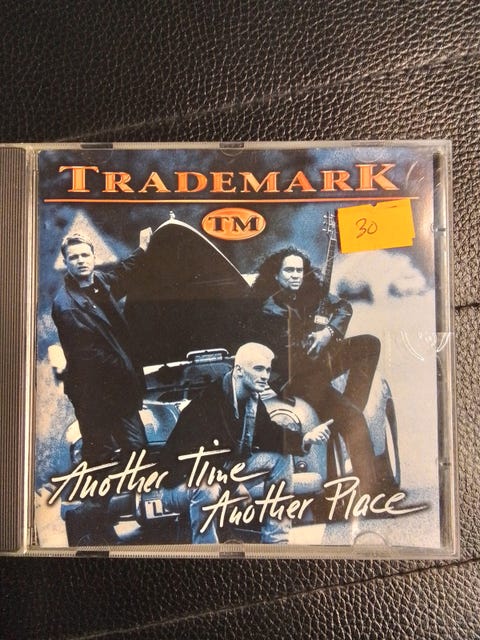 TRADEMARK
TM
30
Another Time
Another Place